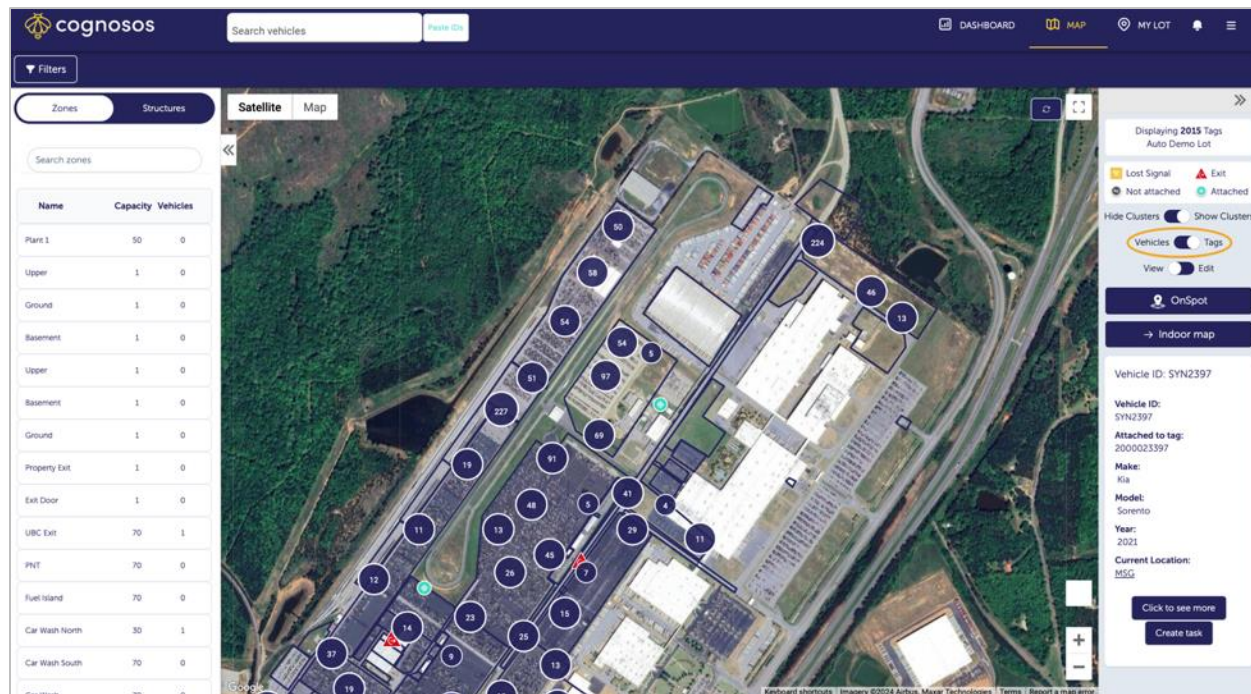 cognosos
Search vehicles
Paste IDs
DASHBOARD
MAP
MY LOT
Filters
Zones Structures
Search zones
Name Capacity Vehicles
Plant 1 50 0
Upper 1 0
Ground 1 0
Basement 1 0
Upper 1 0
Basement 1 0
Ground 1 0
Property Exit 1 0
Exit Door 1 0
UBC Exit 70 1
PNT 70 0
Fuel Island 70 0
Car Wash North 30 1
Car Wash South 70 0
Satellite Map
50
224
58
46
54
13
54
5
51
97
227
69
91
19
41
48
5
4
11
13
29
11
45
26
7
12
15
23
14
25
37
9
13
19
Google
Keyboard shortcuts Imagery ©2024 Airbus, Maxar Technologies Terms Report a map error
Displaying 2015 Tags
Auto Demo Lot
Lost Signal Exit
Not attached Attached
Hide Clusters Show Clusters
Vehicles Tags
View Edit
OnSpot
Indoor map
Vehicle ID: SYN2397
Vehicle ID:
SYN2397
Attached to tag:
2000023397
Make:
Kia
Model:
Sorento
Year:
2021
Current Location:
MSG
Click to see more
Create task